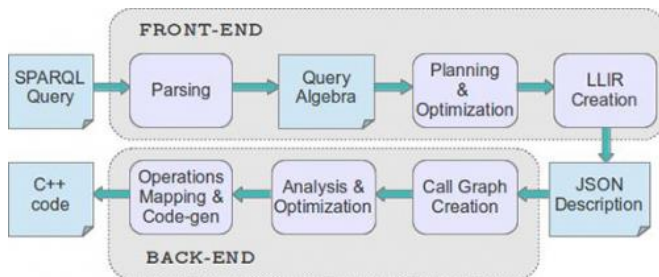 FRONT-END
SPARQL
Query
Parsing
Query
Algebra
Planning
&
Optimization
LLIR
Creation
C++
code
Operations
Mapping &
Code-gen
Analysis &
Optimization
Call Graph
Creation
JSON
Description
BACK-END